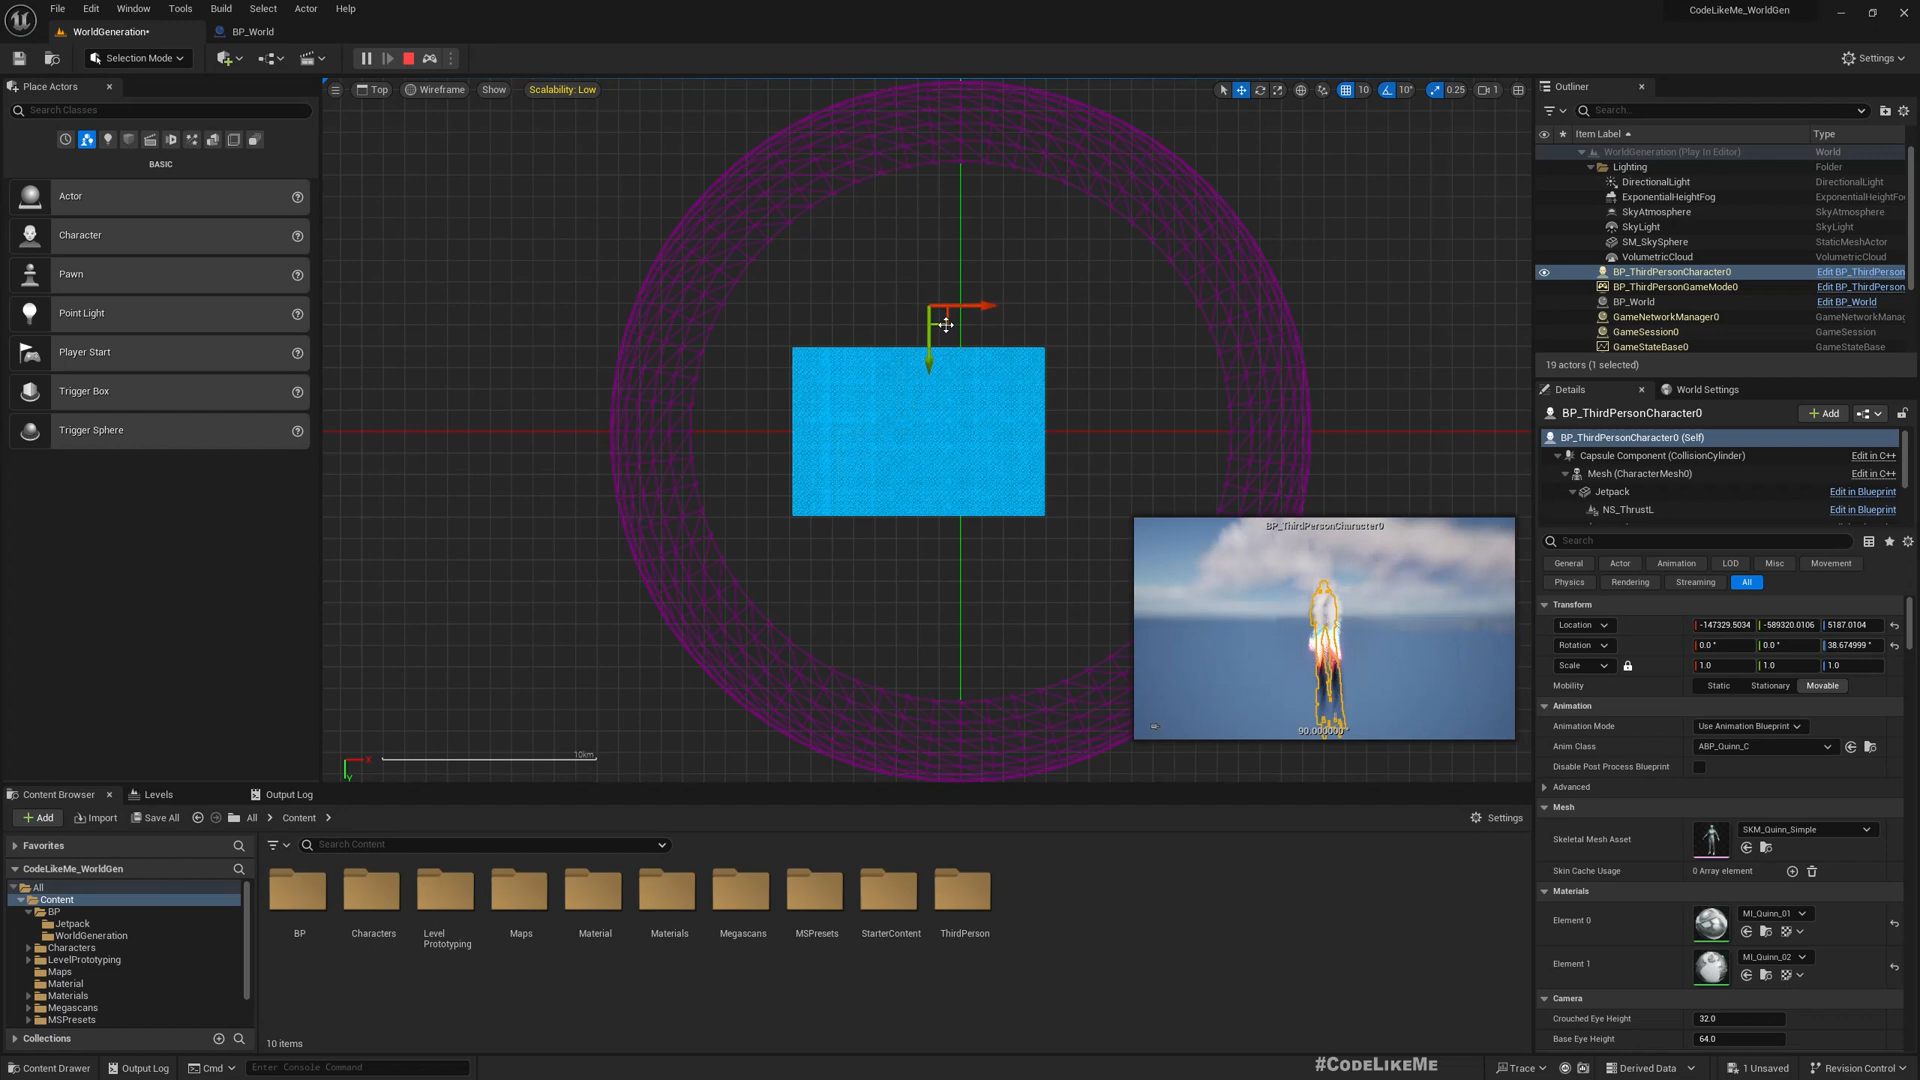 File Edit Window Tools Build Select Actor Help
CodeLikeMe_WorldGen
WorldGeneration•
BP_World
Selection Mode
Settings
Place Actors
Search Classes
BASIC
Actor
Character
Pawn
Point Light
Player Start
Trigger Box
Trigger Sphere
Top
Wireframe
Show
Scalability: Low
10
10°
0.25
1
X
Y
10km
BP_ThirdPersonCharacter0
90.000000°
Outliner
Search...
Item Label
Type
WorldGeneration (Play In Editor) World
Lighting Folder
DirectionalLight DirectionalLight
ExponentialHeightFog ExponentialHeightFo
SkyAtmosphere SkyAtmosphere
SkyLight SkyLight
SM_SkySphere StaticMeshActor
VolumetricCloud VolumetricCloud
BP_ThirdPersonCharacter0 Edit BP_ThirdPerson
BP_ThirdPersonGameMode0 Edit BP_ThirdPerson
BP_World Edit BP_World
GameNetworkManager0 GameNetworkManag
GameSession0 GameSession
GameStateBase0 GameStateBase
19 actors (1 selected)
Details
World Settings
BP_ThirdPersonCharacter0
Add
BP_ThirdPersonCharacter0 (Self)
Capsule Component (CollisionCylinder) Edit in C++
Mesh (CharacterMesh0) Edit in C++
Jetpack Edit in Blueprint
NS_ThrustL Edit in Blueprint
Search
General Actor Animation LOD Misc Movement
Physics Rendering Streaming All
Transform
Location -147329.5034 -589320.0106 5187.0104
Rotation 0.0 ° 0.0 ° 38.674999 °
Scale 1.0 1.0 1.0
Mobility Static Stationary Movable
Animation
Animation Mode Use Animation Blueprint
Anim Class ABP_Quinn_C
Disable Post Process Blueprint
Advanced
Mesh
Skeletal Mesh Asset SKM_Quinn_Simple
Skin Cache Usage 0 Array element
Materials
Element 0 MI_Quinn_01
Element 1 MI_Quinn_02
Camera
Crouched Eye Height 32.0
Base Eye Height 64.0
Content Browser
Levels
Output Log
Add Import Save All All Content
Settings
Favorites
CodeLikeMe_WorldGen
All
Content
BP
Jetpack
WorldGeneration
Characters
LevelPrototyping
Maps
Material
Materials
Megascans
MSPresets
Collections
Search Content
BP
Characters
Level Prototyping
Maps
Material
Materials
Megascans
MSPresets
StarterContent
ThirdPerson
10 items
#CODELIKEME
Content Drawer
Output Log
Cmd
Enter Console Command
Trace
Derived Data
1 Unsaved
Revision Control